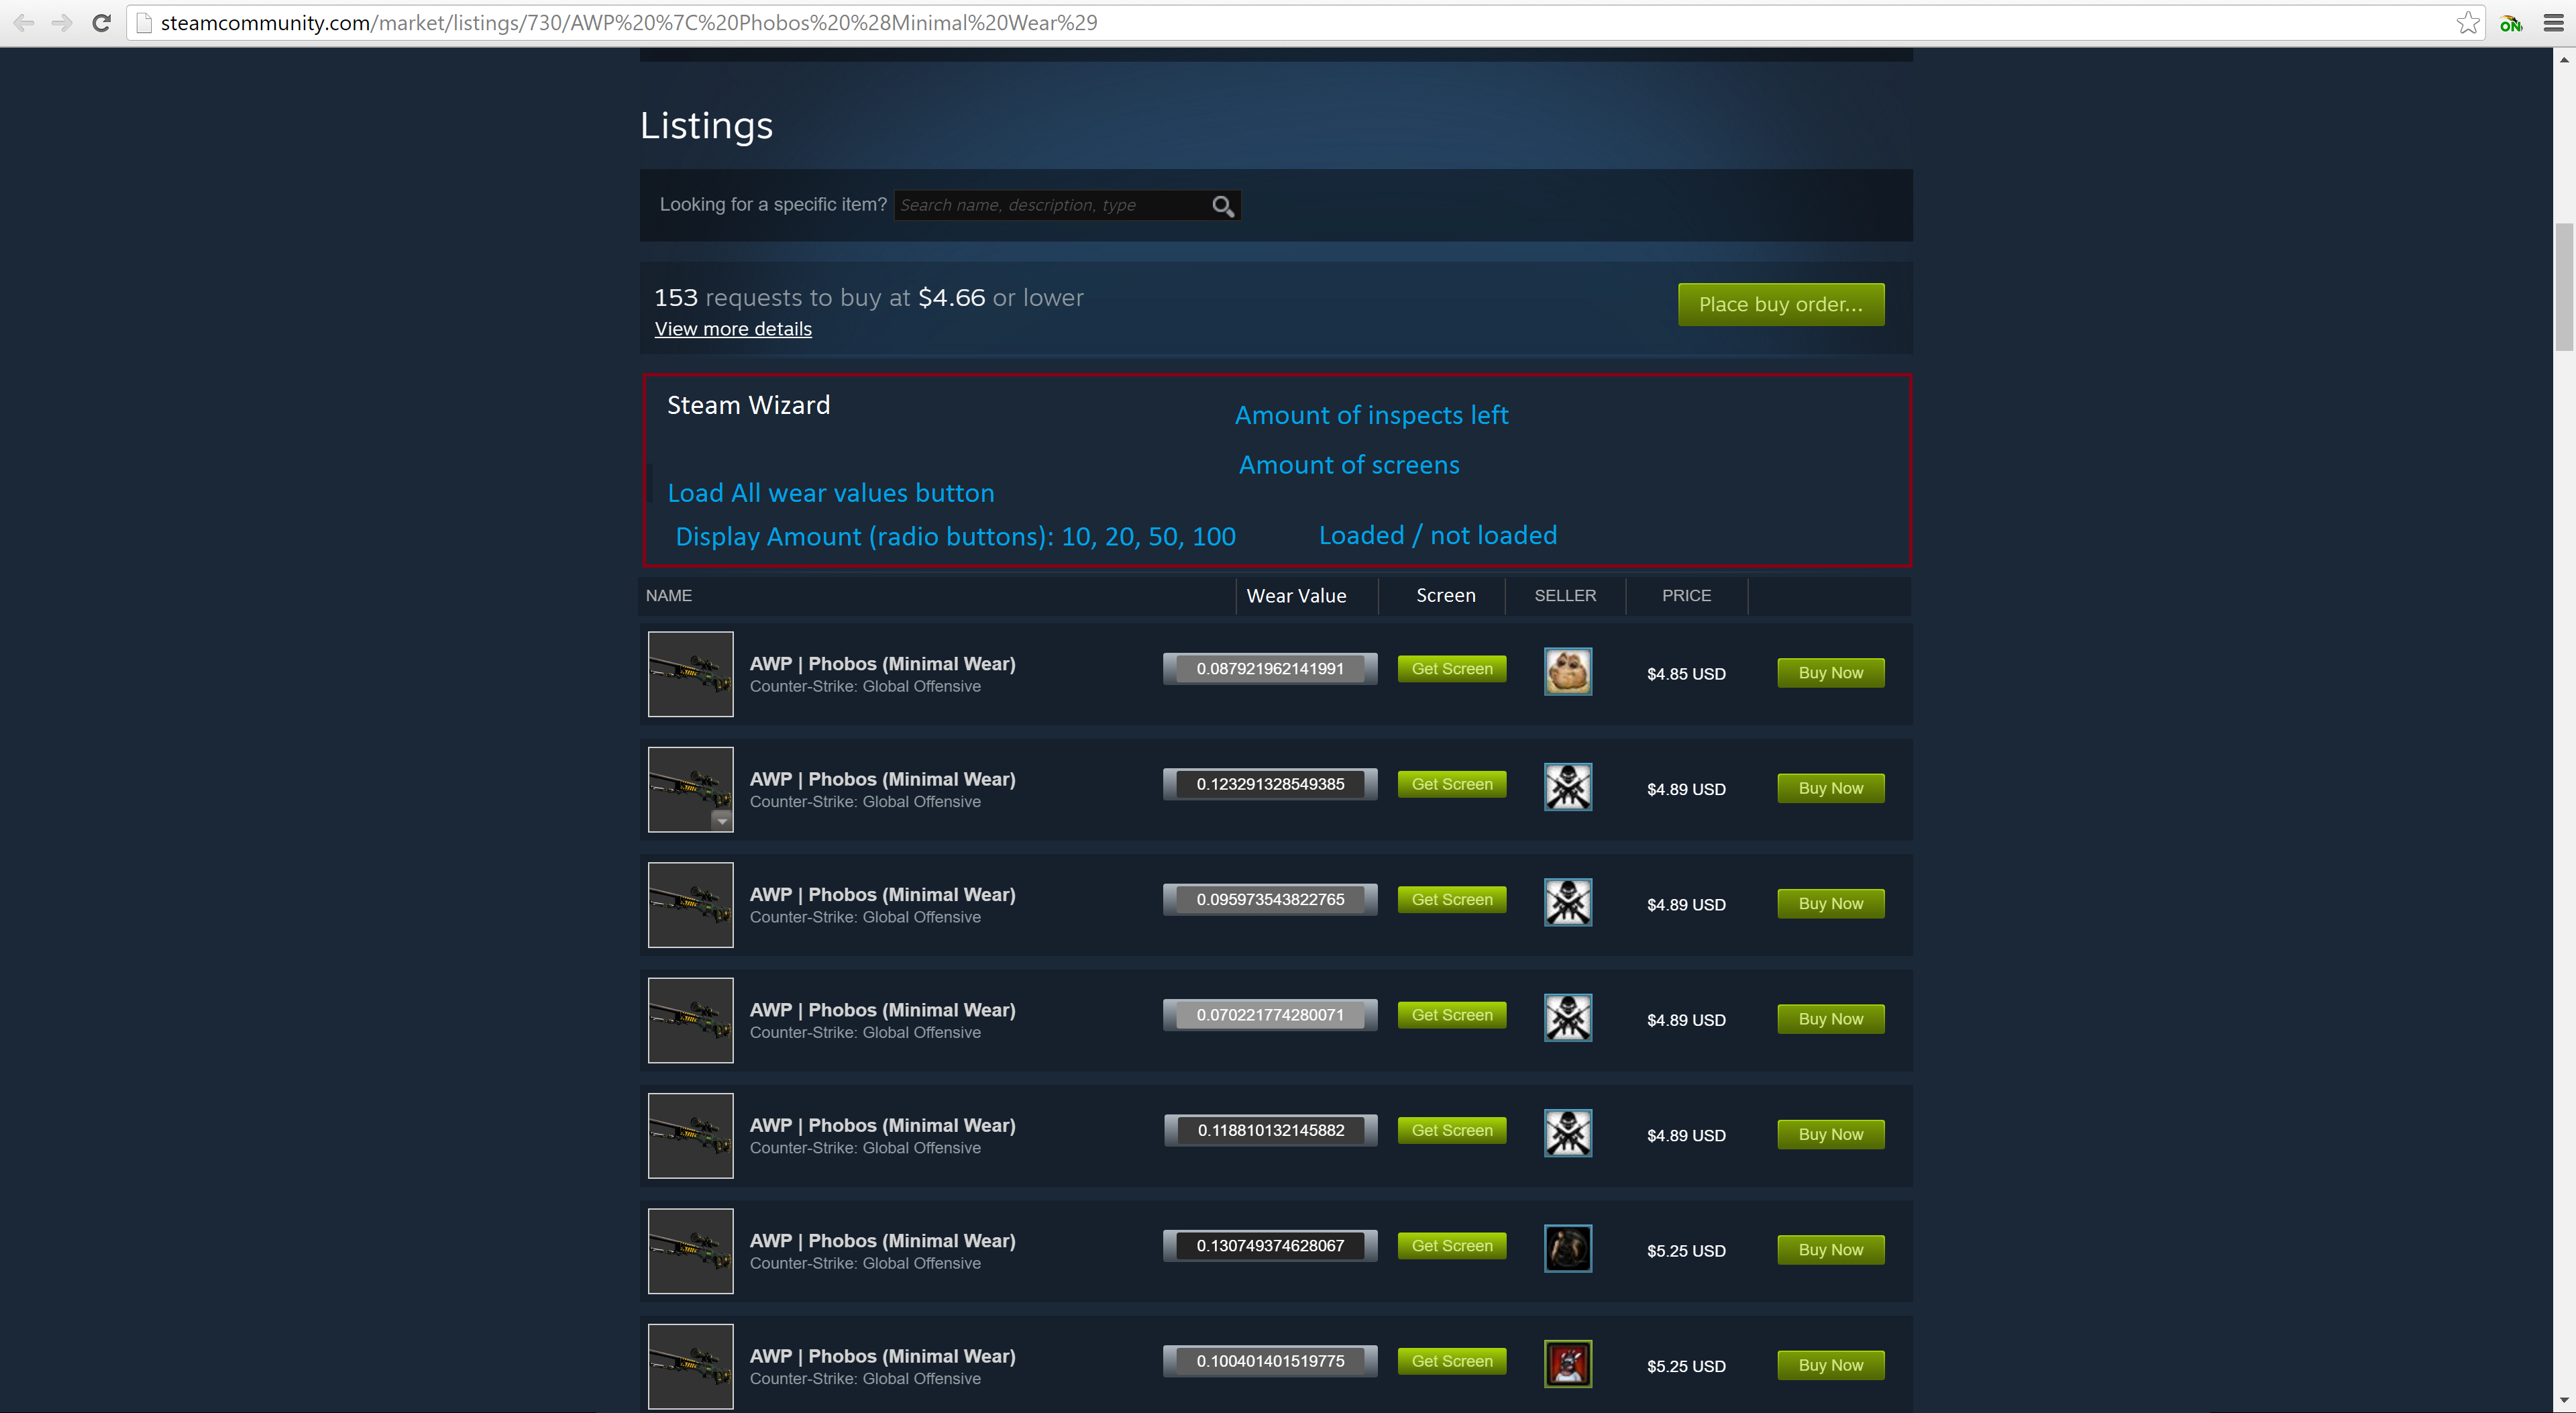 steamcommunity.com/market/listings/730/AWP%20%7C%20Phobos%20%28Minimal%20Wear%29
ON
Listings
Looking for a specific item? Search name, description, type
153 requests to buy at $4.66 or lower
View more details
Place buy order...
Steam Wizard
Amount of inspects left
Amount of screens
Load All wear values button
Display Amount (radio buttons): 10, 20, 50, 100
Loaded / not loaded
NAME Wear Value Screen SELLER PRICE
AWP | Phobos (Minimal Wear)
Counter-Strike: Global Offensive
0.087921962141991 Get Screen $4.85 USD Buy Now
AWP | Phobos (Minimal Wear)
Counter-Strike: Global Offensive
0.123291328549385 Get Screen $4.89 USD Buy Now
AWP | Phobos (Minimal Wear)
Counter-Strike: Global Offensive
0.095973543822765 Get Screen $4.89 USD Buy Now
AWP | Phobos (Minimal Wear)
Counter-Strike: Global Offensive
0.070221774280071 Get Screen $4.89 USD Buy Now
AWP | Phobos (Minimal Wear)
Counter-Strike: Global Offensive
0.118810132145882 Get Screen $4.89 USD Buy Now
AWP | Phobos (Minimal Wear)
Counter-Strike: Global Offensive
0.130749374628067 Get Screen $5.25 USD Buy Now
AWP | Phobos (Minimal Wear)
Counter-Strike: Global Offensive
0.100401401519775 Get Screen $5.25 USD Buy Now